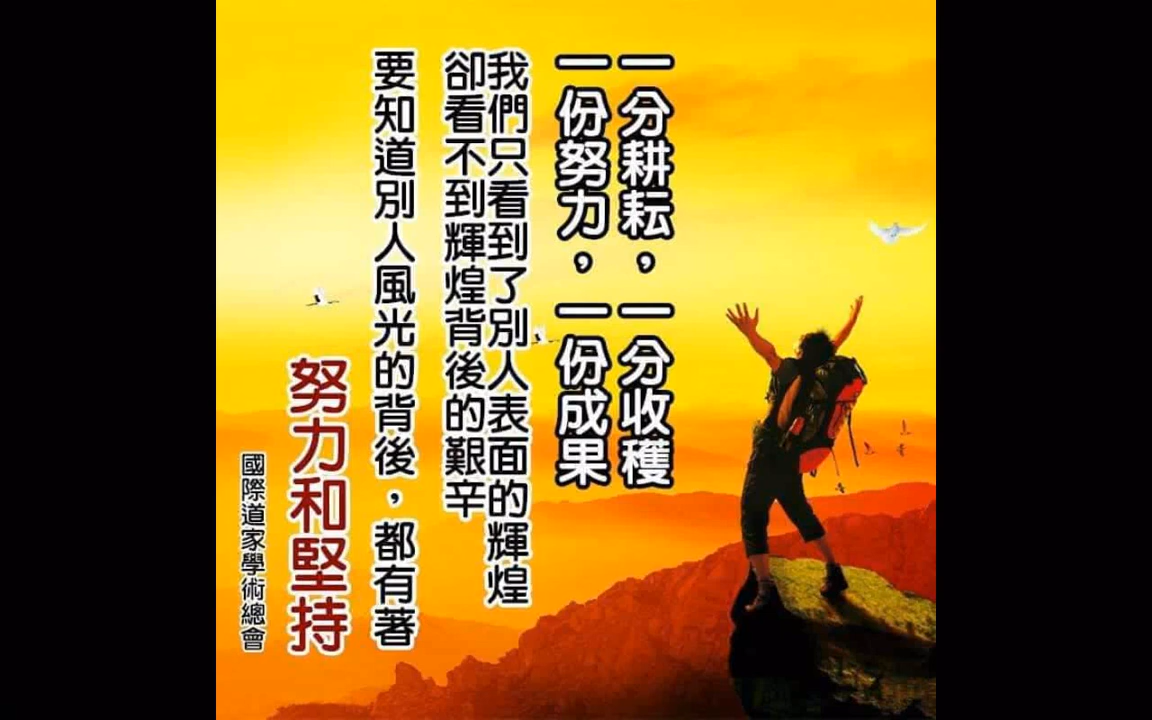 一分耕耘，一分收穫
一份努力，一份成果
我們只看到了別人表面的輝煌
卻看不到輝煌背後的艱辛
要知道別人風光的背後，都有著
努力和堅持
國際道家學術總會